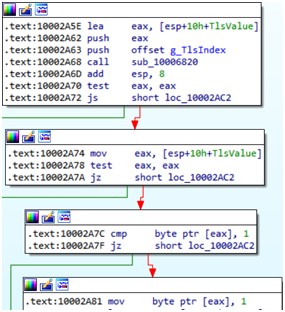 .text:10002A5E lea eax, [esp+10h+TlsValue]
.text:10002A62 push eax
.text:10002A63 push offset g_TlsIndex
.text:10002A68 call sub_10006820
.text:10002A6D add esp, 8
.text:10002A70 test eax, eax
.text:10002A72 js short loc_10002AC2
.text:10002A74 mov eax, [esp+10h+TlsValue]
.text:10002A78 test eax, eax
.text:10002A7A jz short loc_10002AC2
.text:10002A7C cmp byte ptr [eax], 1
.text:10002A7F jz short loc_10002AC2
.text:10002A81 mov byte ptr [eax], 1